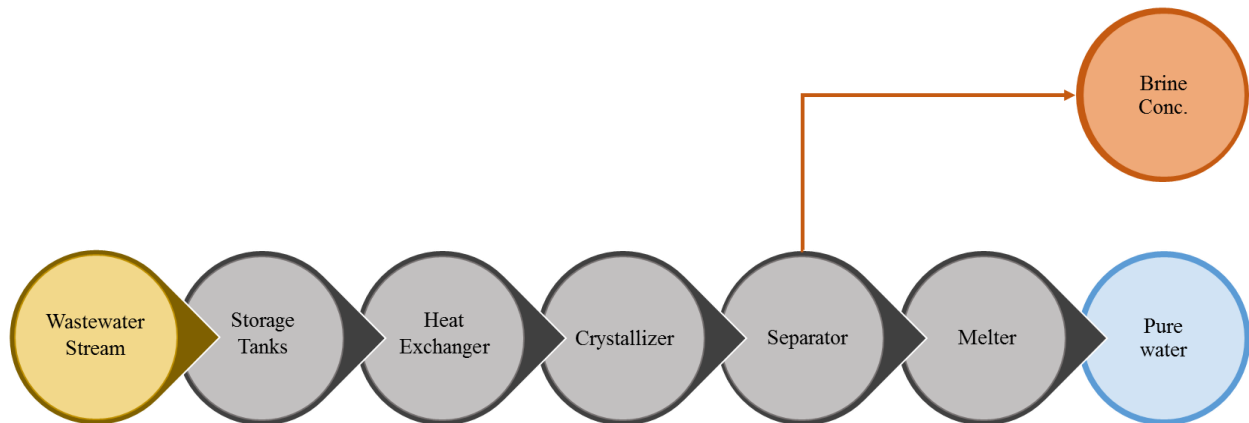 Brine
Conc.
Wastewater
Stream
Storage
Tanks
Heat
Exchanger
Crystallizer
Separator
Melter
Pure
water